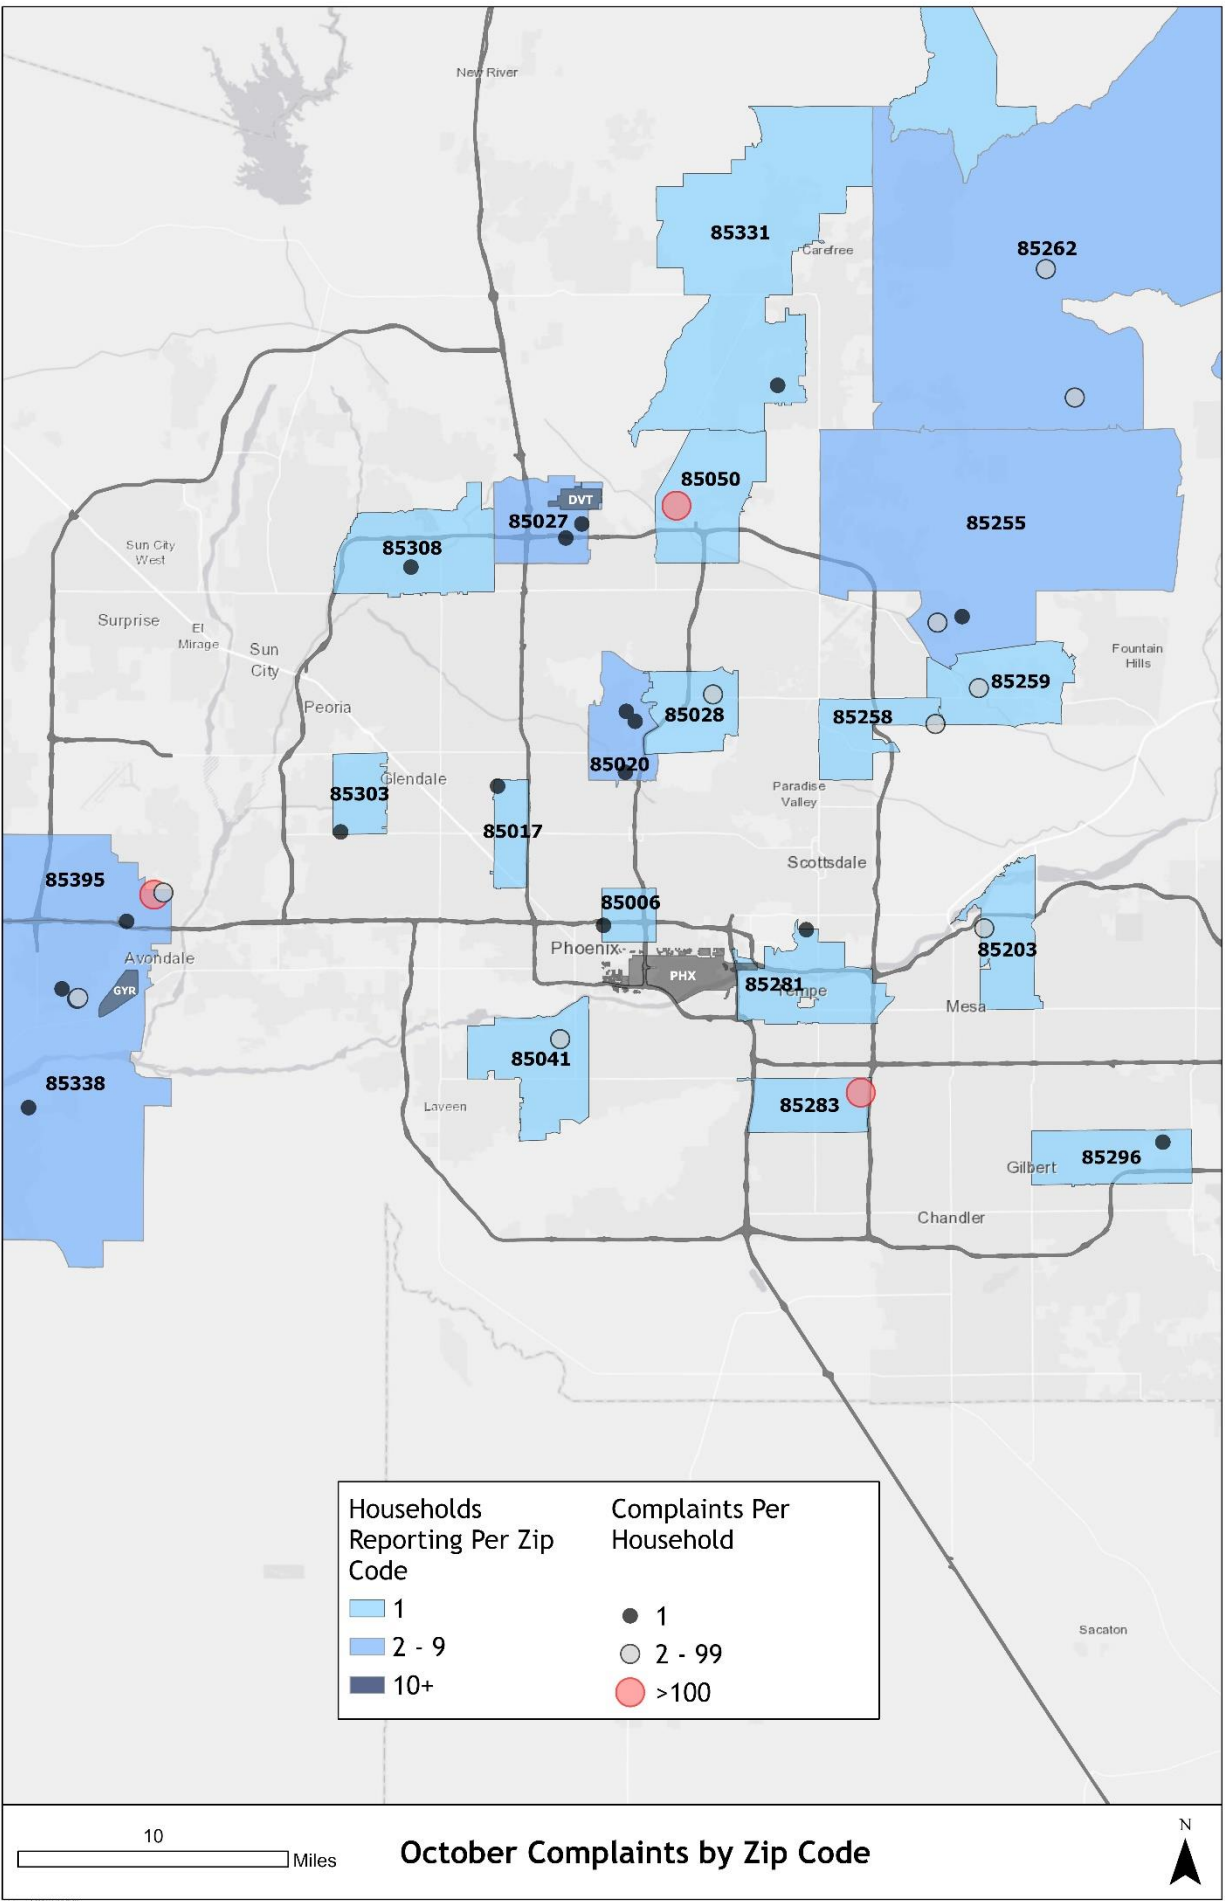 New River
85331
Carefree
85262
85050
DVT
85027
85255
85308
Sun City
West
Surprise
El
Mirage
Sun
City
Fountain
Hills
85259
Peoria
85028
85258
85020
Glendale
85303
Paradise
Valley
85017
Scottsdale
85395
85006
Phoenix
85203
Avondale
PHX
GYR
85281
Tempe
Mesa
85041
85338
Laveen
85283
85296
Gilbert
Chandler
Households
Reporting Per Zip
Code
1
2 - 9
10+
Complaints Per
Household
1
2 - 99
>100
Sacaton
10
Miles
October Complaints by Zip Code
N